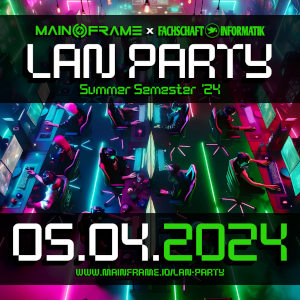 MAINFRAME x FACHSCHAFT INFORMATIK
LAN PARTY
Summer Semester '24
05.04.2024
WWW.MAINFRAME.IO/LAN-PARTY